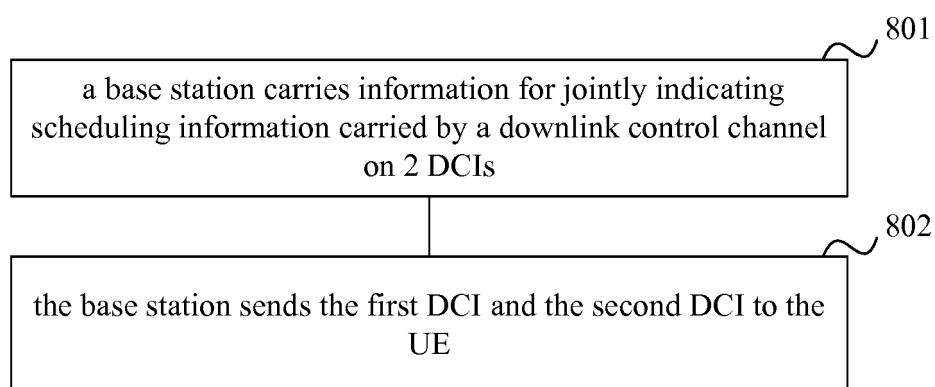 801
a base station carries information for jointly indicating
scheduling information carried by a downlink control channel
on 2 DCIs
802
the base station sends the first DCI and the second DCI to the
UE